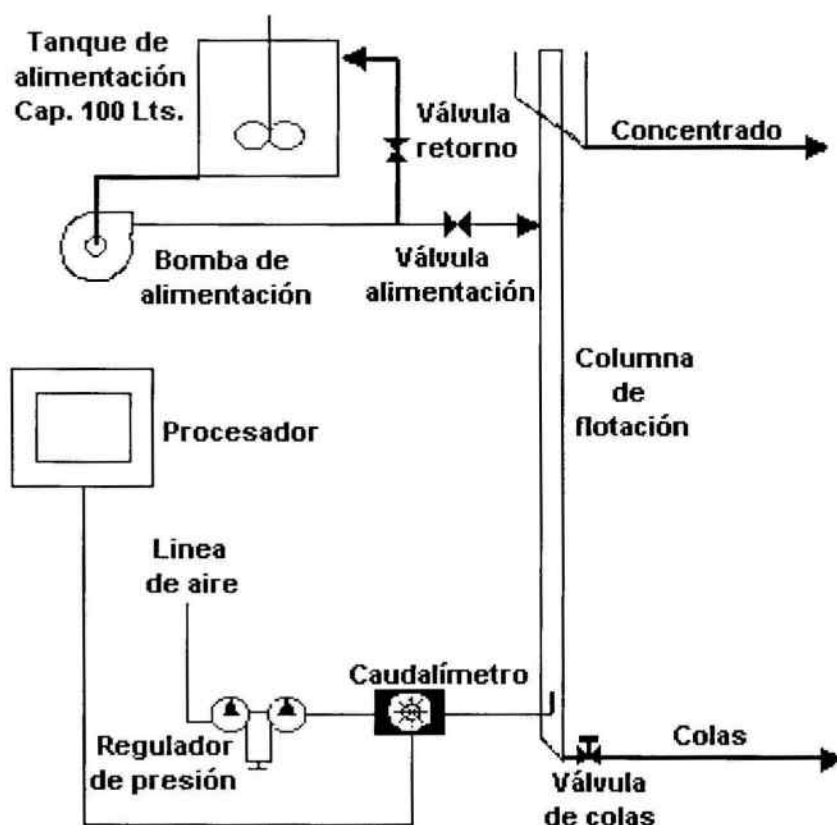 Tanque de
alimentación
Cap. 100 Lts.
Válvula
retorno
Concentrado
Bomba de
alimentación
Válvula
alimentación
Columna
de
flotación
Procesador
Linea
de aire
Caudalímetro
Regulador
de presión
Colas
Válvula
de colas